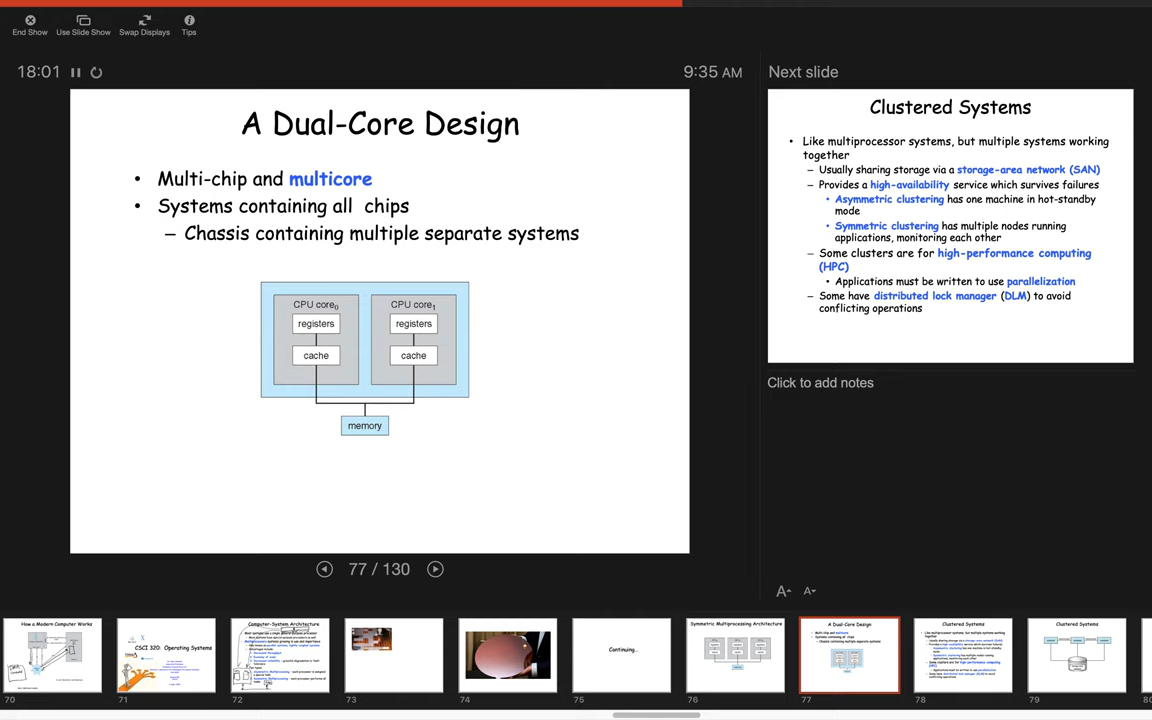 End Show
Use Slide Show
Swap Displays
Tips
18:01
9:35 AM
A Dual-Core Design
• Multi-chip and multicore
• Systems containing all chips
– Chassis containing multiple separate systems
CPU core0
CPU core1
registers
registers
cache
cache
memory
77 / 130
Next slide
Clustered Systems
• Like multiprocessor systems, but multiple systems working
together
– Usually sharing storage via a storage-area network (SAN)
– Provides a high-availability service which survives failures
• Asymmetric clustering has one machine in hot-standby
mode
• Symmetric clustering has multiple nodes running
applications, monitoring each other
– Some clusters are for high-performance computing
(HPC)
• Applications must be written to use parallelization
– Some have distributed lock manager (DLM) to avoid
conflicting operations
Click to add notes
A A
How a Modern Computer Works
CSCI 320: Operating Systems
Computer-System Architecture
Continuing...
Symmetric Multiprocessing Architecture
A Dual-Core Design
Clustered Systems
Clustered Systems
70
71
72
73
74
75
76
77
78
79
80